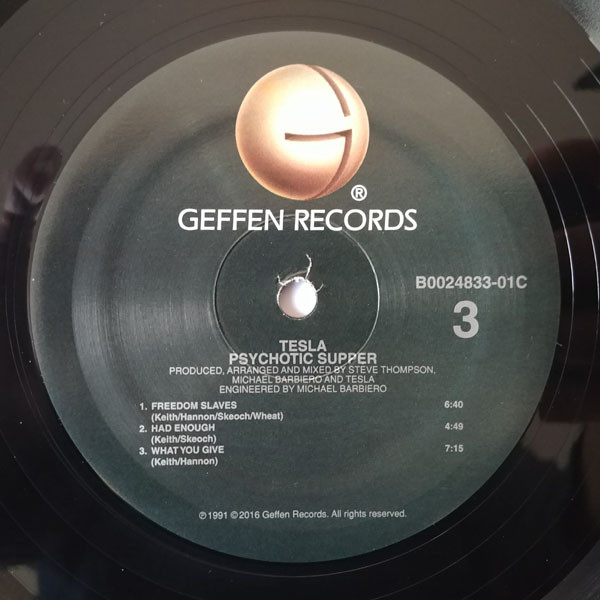 ®
GEFFEN RECORDS
B0024833-01C
3
TESLA
PSYCHOTIC SUPPER
PRODUCED, ARRANGED AND MIXED BY STEVE THOMPSON,
MICHAEL BARBIERO AND TESLA
ENGINEERED BY MICHAEL BARBIERO
1. FREEDOM SLAVES 6:40
(Keith/Hannon/Skeoch/Wheat)
2. HAD ENOUGH 4:49
(Keith/Skeoch)
3. WHAT YOU GIVE 7:15
(Keith/Hannon)
℗1991 ©2016 Geffen Records. All rights reserved.